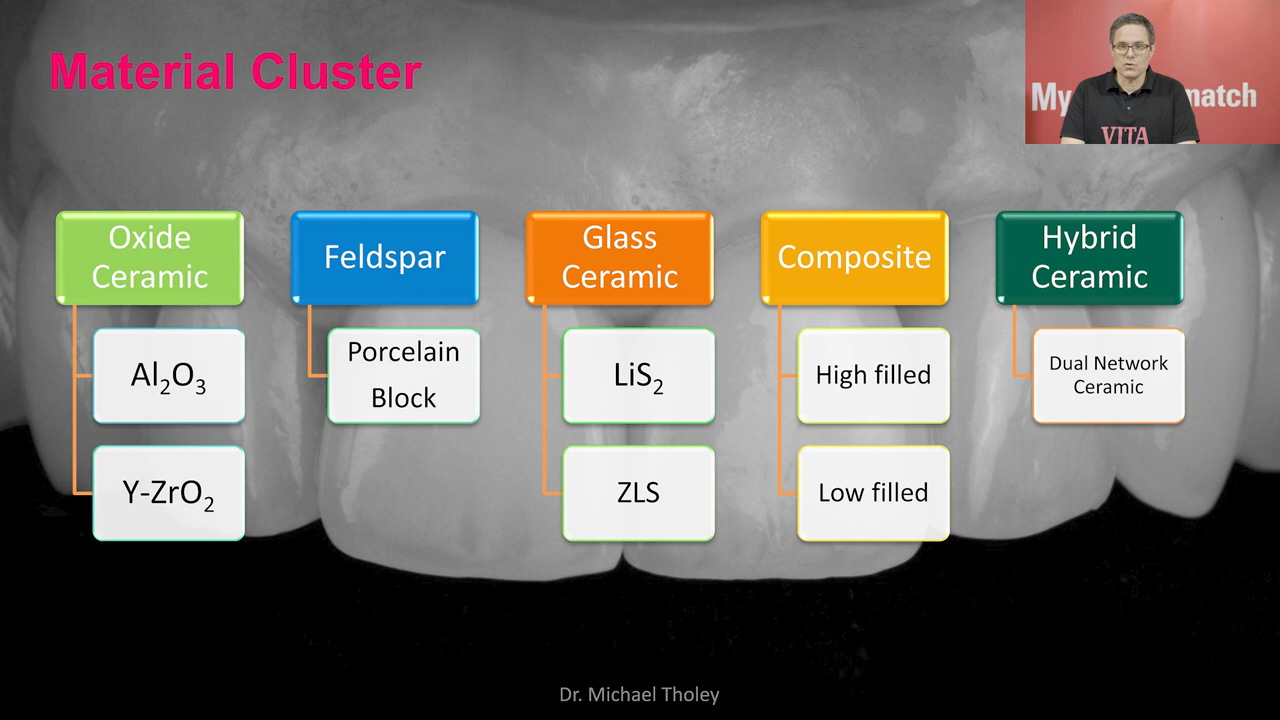 Material Cluster
My match
VITA
Oxide
Ceramic
Al₂O₃
Y-ZrO₂
Feldspar
Porcelain
Block
Glass
Ceramic
LiS₂
ZLS
Composite
High filled
Low filled
Hybrid
Ceramic
Dual Network
Ceramic
Dr. Michael Tholey